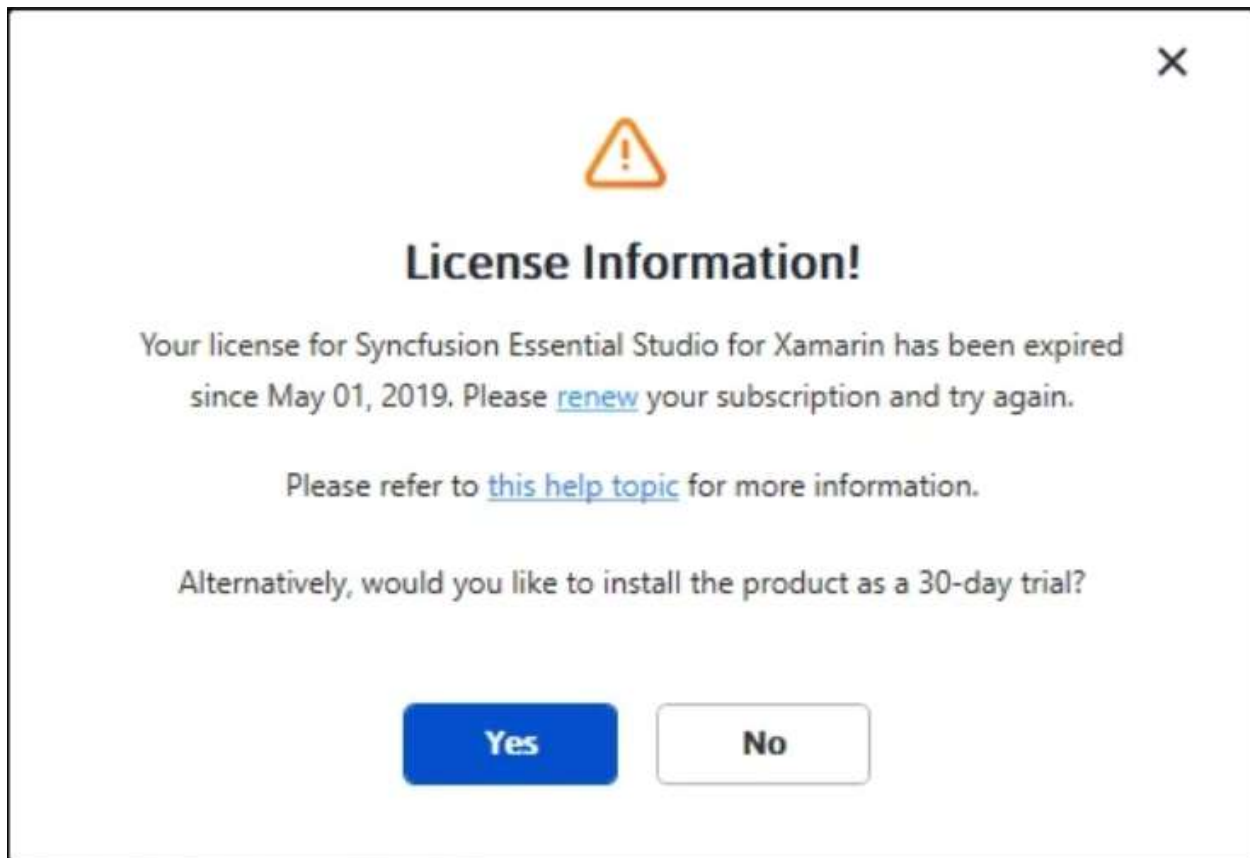 License Information!
Your license for Syncfusion Essential Studio for Xamarin has been expired
since May 01, 2019. Please renew your subscription and try again.
Please refer to this help topic for more information.
Alternatively, would you like to install the product as a 30-day trial?
Yes
No